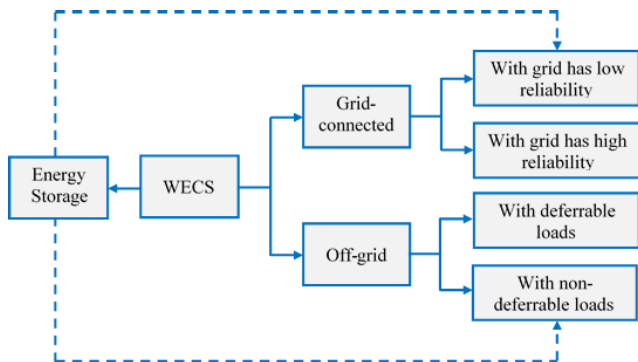 With grid has low
reliability
Grid-
connected
With grid has high
reliability
Energy
Storage
WECS
With deferrable
loads
Off-grid
With non-
deferrable loads